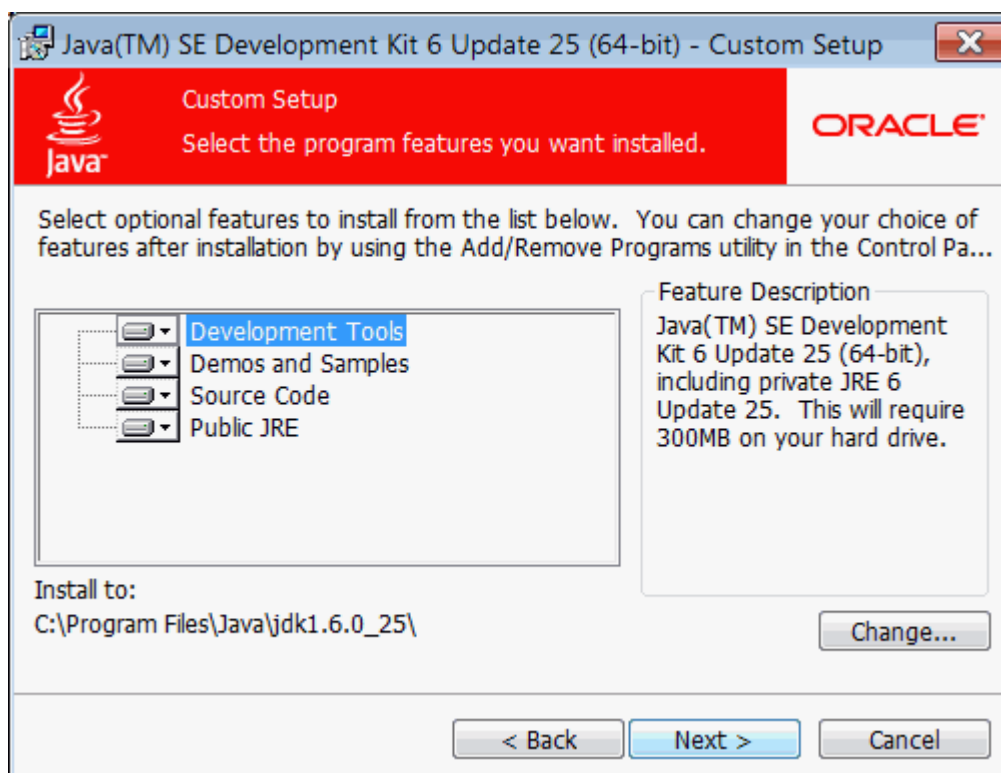 Java(TM) SE Development Kit 6 Update 25 (64-bit) - Custom Setup
Custom Setup
Select the program features you want installed.
Java
ORACLE
Select optional features to install from the list below.  You can change your choice of
features after installation by using the Add/Remove Programs utility in the Control Pa...
Development Tools
Demos and Samples
Source Code
Public JRE
Feature Description
Java(TM) SE Development
Kit 6 Update 25 (64-bit),
including private JRE 6
Update 25.  This will require
300MB on your hard drive.
Install to:
C:\Program Files\Java\jdk1.6.0_25\
Change...
< Back
Next >
Cancel